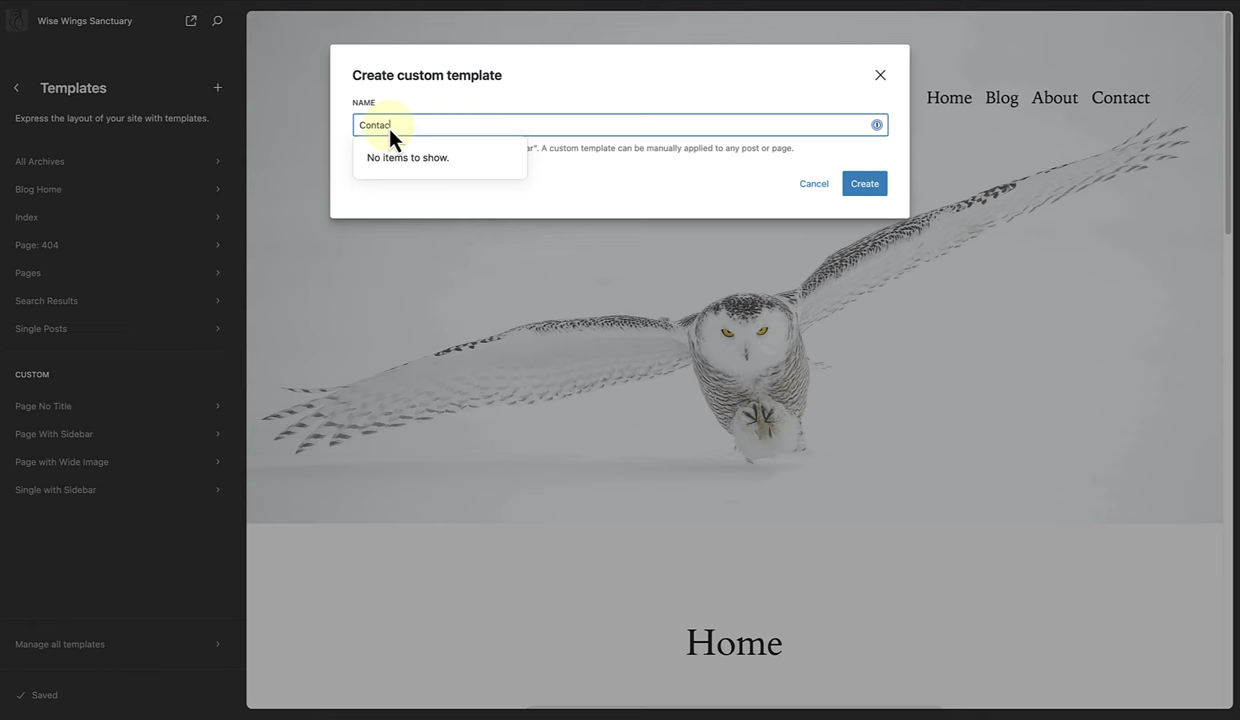 Wise Wings Sanctuary
Templates
Express the layout of your site with templates.
All Archives
Blog Home
Index
Page: 404
Pages
Search Results
Single Posts
CUSTOM
Page No Title
Page With Sidebar
Page with Wide Image
Single with Sidebar
Manage all templates
Saved
Create custom template
NAME
Contac
No items to show.
ar". A custom template can be manually applied to any post or page.
Cancel
Create
Home Blog About Contact
Home